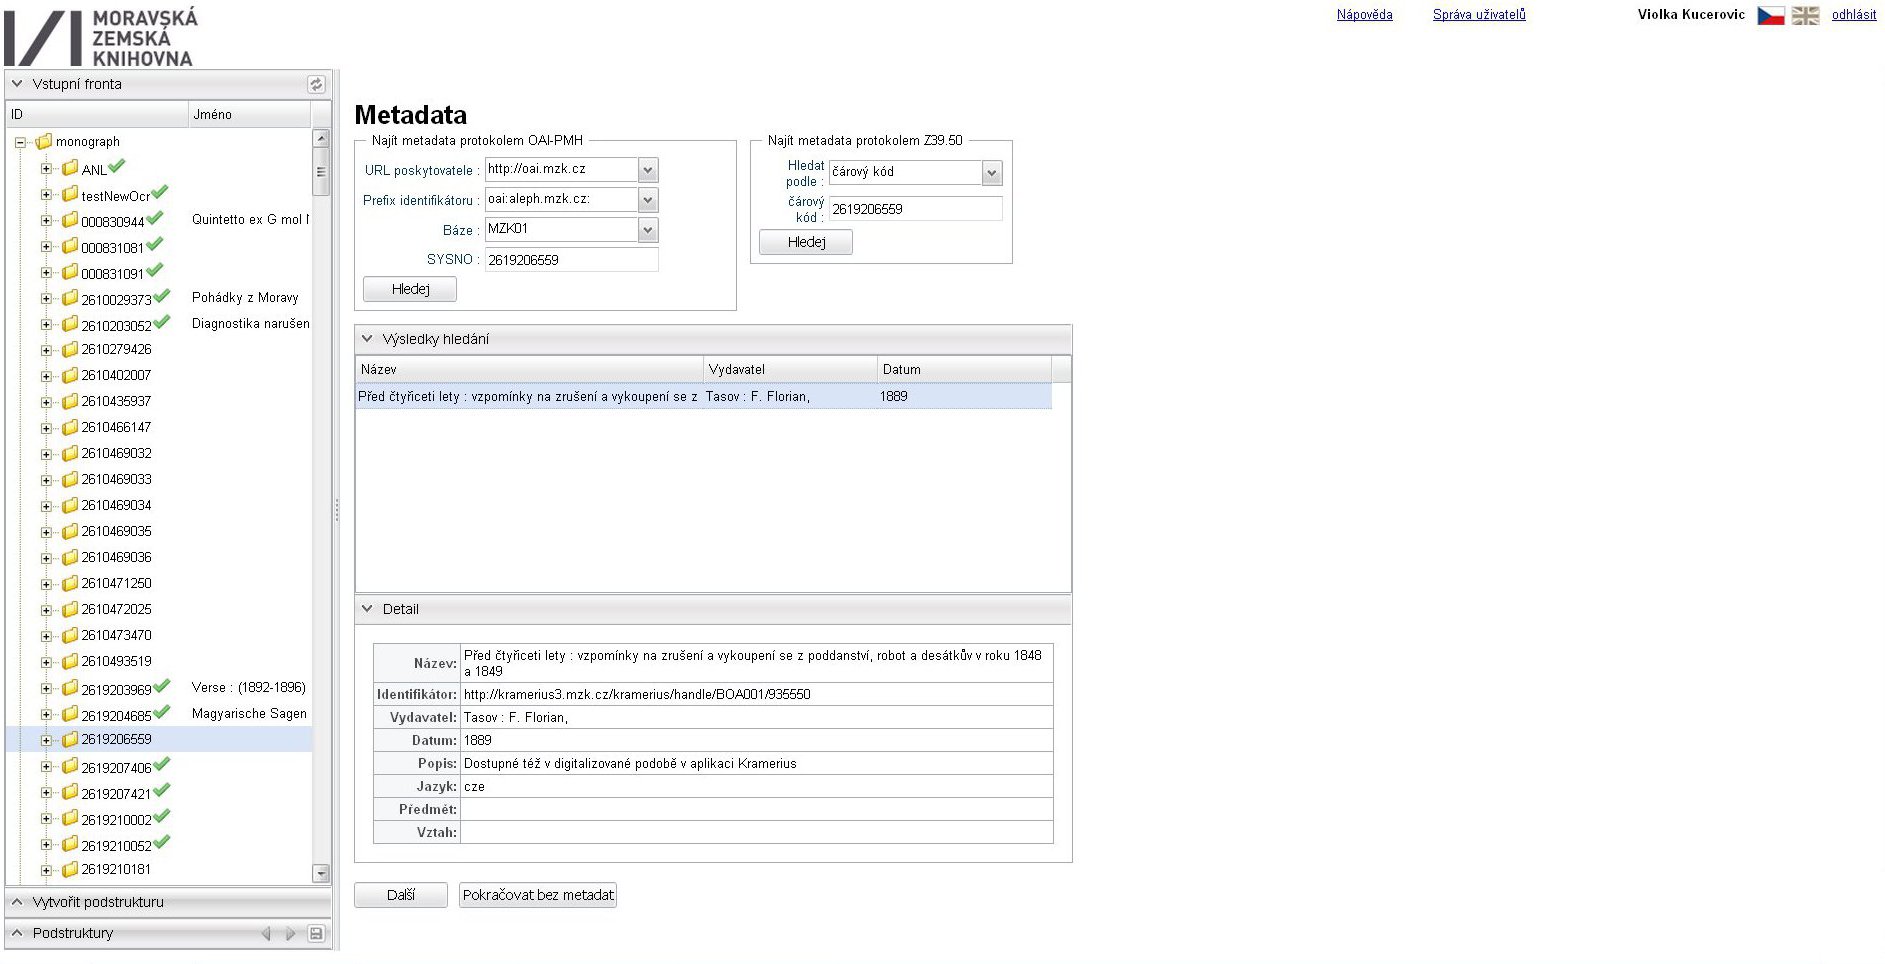 MORAVSKÁ
ZEMSKÁ
KNIHOVNA
Nápověda Správa uživatelů Violka Kucerovic odhlásit
Vstupní fronta
ID Jméno
monograph
ANL
testNewOcr
000830944 Quintetto ex G mol
000831081
000831091
2610029373 Pohádky z Moravy
2610203052 Diagnostika narušen
2610279426
2610402007
2610435937
2610466147
2610469032
2610469033
2610469034
2610469035
2610469036
2610471250
2610472025
2610473470
2610493519
2619203969 Verse : (1892-1896)
2619204685 Magyarische Sagen
2619206559
2619207406
2619207421
2619210002
2619210052
2619210181
Vytvořit podstrukturu
Podstruktury
Metadata
Najít metadata protokolem OAI-PMH
URL poskytovatele : http://oai.mzk.cz
Prefix identifikátoru : oai:aleph.mzk.cz:
Báze : MZK01
SYSNO : 2619206559
Hledej
Najít metadata protokolem Z39.50
Hledat podle : čárový kód
čárový kód : 2619206559
Hledej
Výsledky hledání
Název Vydavatel Datum
Před čtyřiceti lety : vzpomínky na zrušení a vykoupení se z Tasov : F. Florian, 1889
Detail
Název: Před čtyřiceti lety : vzpomínky na zrušení a vykoupení se z poddanství, robot a desátkův v roku 1848
a 1849
Identifikátor: http://kramerius3.mzk.cz/kramerius/handle/BOA001/935550
Vydavatel: Tasov : F. Florian,
Datum: 1889
Popis: Dostupné též v digitalizované podobě v aplikaci Kramerius
Jazyk: cze
Předmět:
Vztah:
Další Pokračovat bez metadat